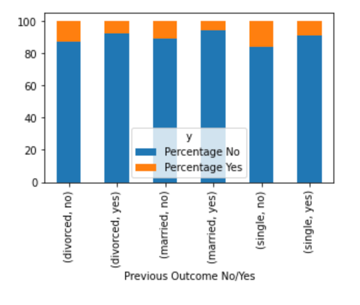 100
80
60
40
20
0
y
Percentage No
Percentage Yes
(divorced, no)
(divorced, yes)
(married, no)
(married, yes)
(single, no)
(single, yes)
Previous Outcome No/Yes